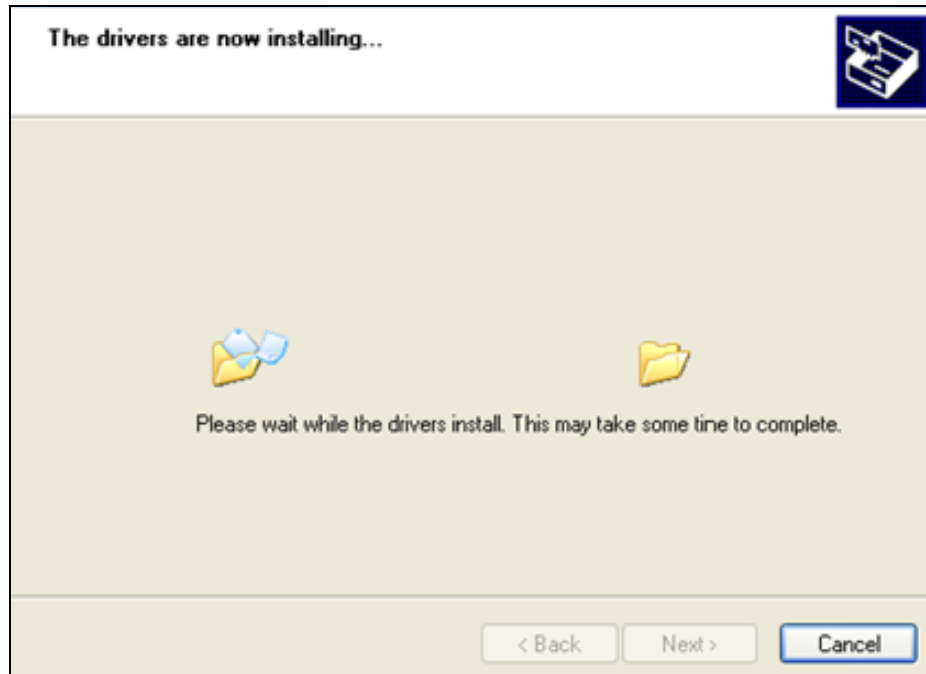 The drivers are now installing...
Please wait while the drivers install. This may take some time to complete.
< Back
Next >
Cancel